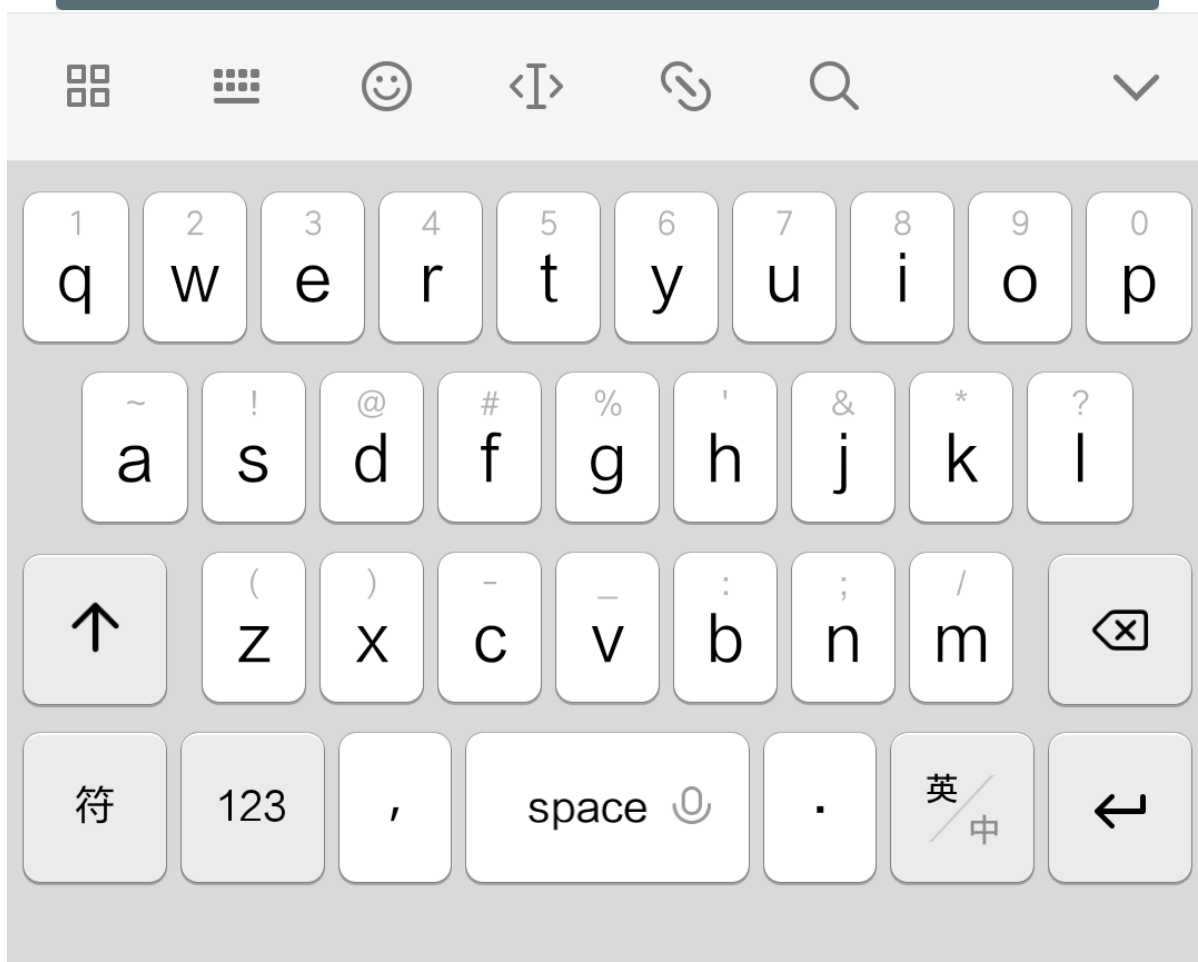 1 2 3 4 5 6 7 8 9 0
q w e r t y u i o p
~ ! @ # % ' & * ?
a s d f g h j k l
( ) - _ : ; /
z x c v b n m
符 123 , space . 英/中